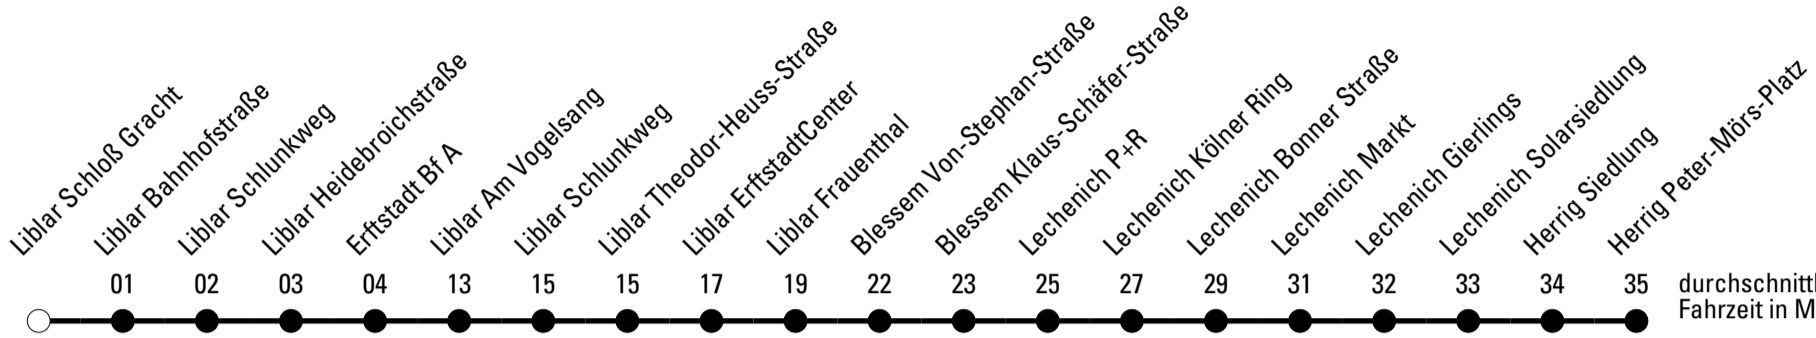 Liblar Schloß Gracht
Liblar Bahnhofstraße
Liblar Schlunkweg
Liblar Heidebroichstraße
Erftstadt Bf A
Liblar Am Vogelsang
Liblar Schlunkweg
Liblar Theodor-Heuss-Straße
Liblar ErftstadtCenter
Liblar Frauenthal
Blessem Von-Stephan-Straße
Blessem Klaus-Schäfer-Straße
Lechenich P+R
Lechenich Kölner Ring
Lechenich Bonner Straße
Lechenich Markt
Lechenich Gierlings
Lechenich Solarsiedlung
Herrig Siedlung
Herrig Peter-Mörs-Platz
01 02 03 04 13 15 15 17 19 22 23 25 27 29 31 32 33 34 35 durchschnittl
Fahrzeit in M